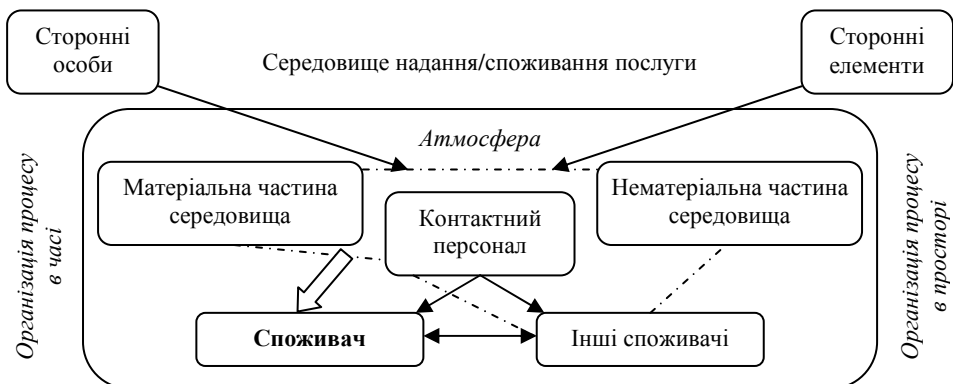 Сторонні
особи
Середовище надання/споживання послуги
Сторонні
елементи
Атмосфера
Організація процесу
в часі
Матеріальна частина
середовища
Контактний
персонал
Нематеріальна частина
середовища
Організація процесу
в просторі
Споживач
Інші споживачі